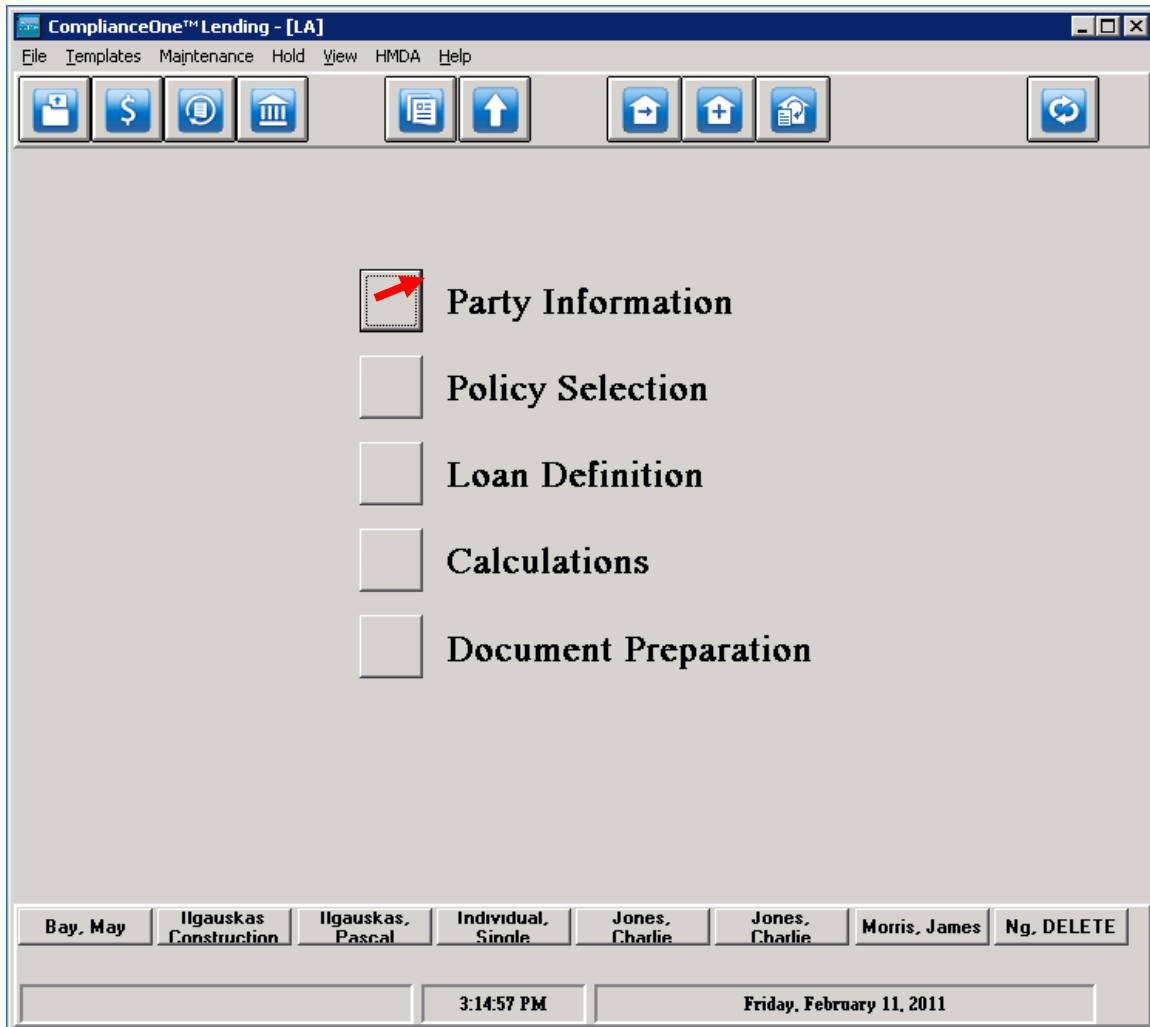 ComplianceOne™ Lending - [LA]
File Templates Maintenance Hold View HMDA Help
Party Information
Policy Selection
Loan Definition
Calculations
Document Preparation
Bay, May
Ilgauskas
Construction
Ilgauskas,
Pascal
Individual,
Single
Jones,
Charlie
Jones,
Charlie
Morris, James
Ng, DELETE
3:14:57 PM
Friday, February 11, 2011